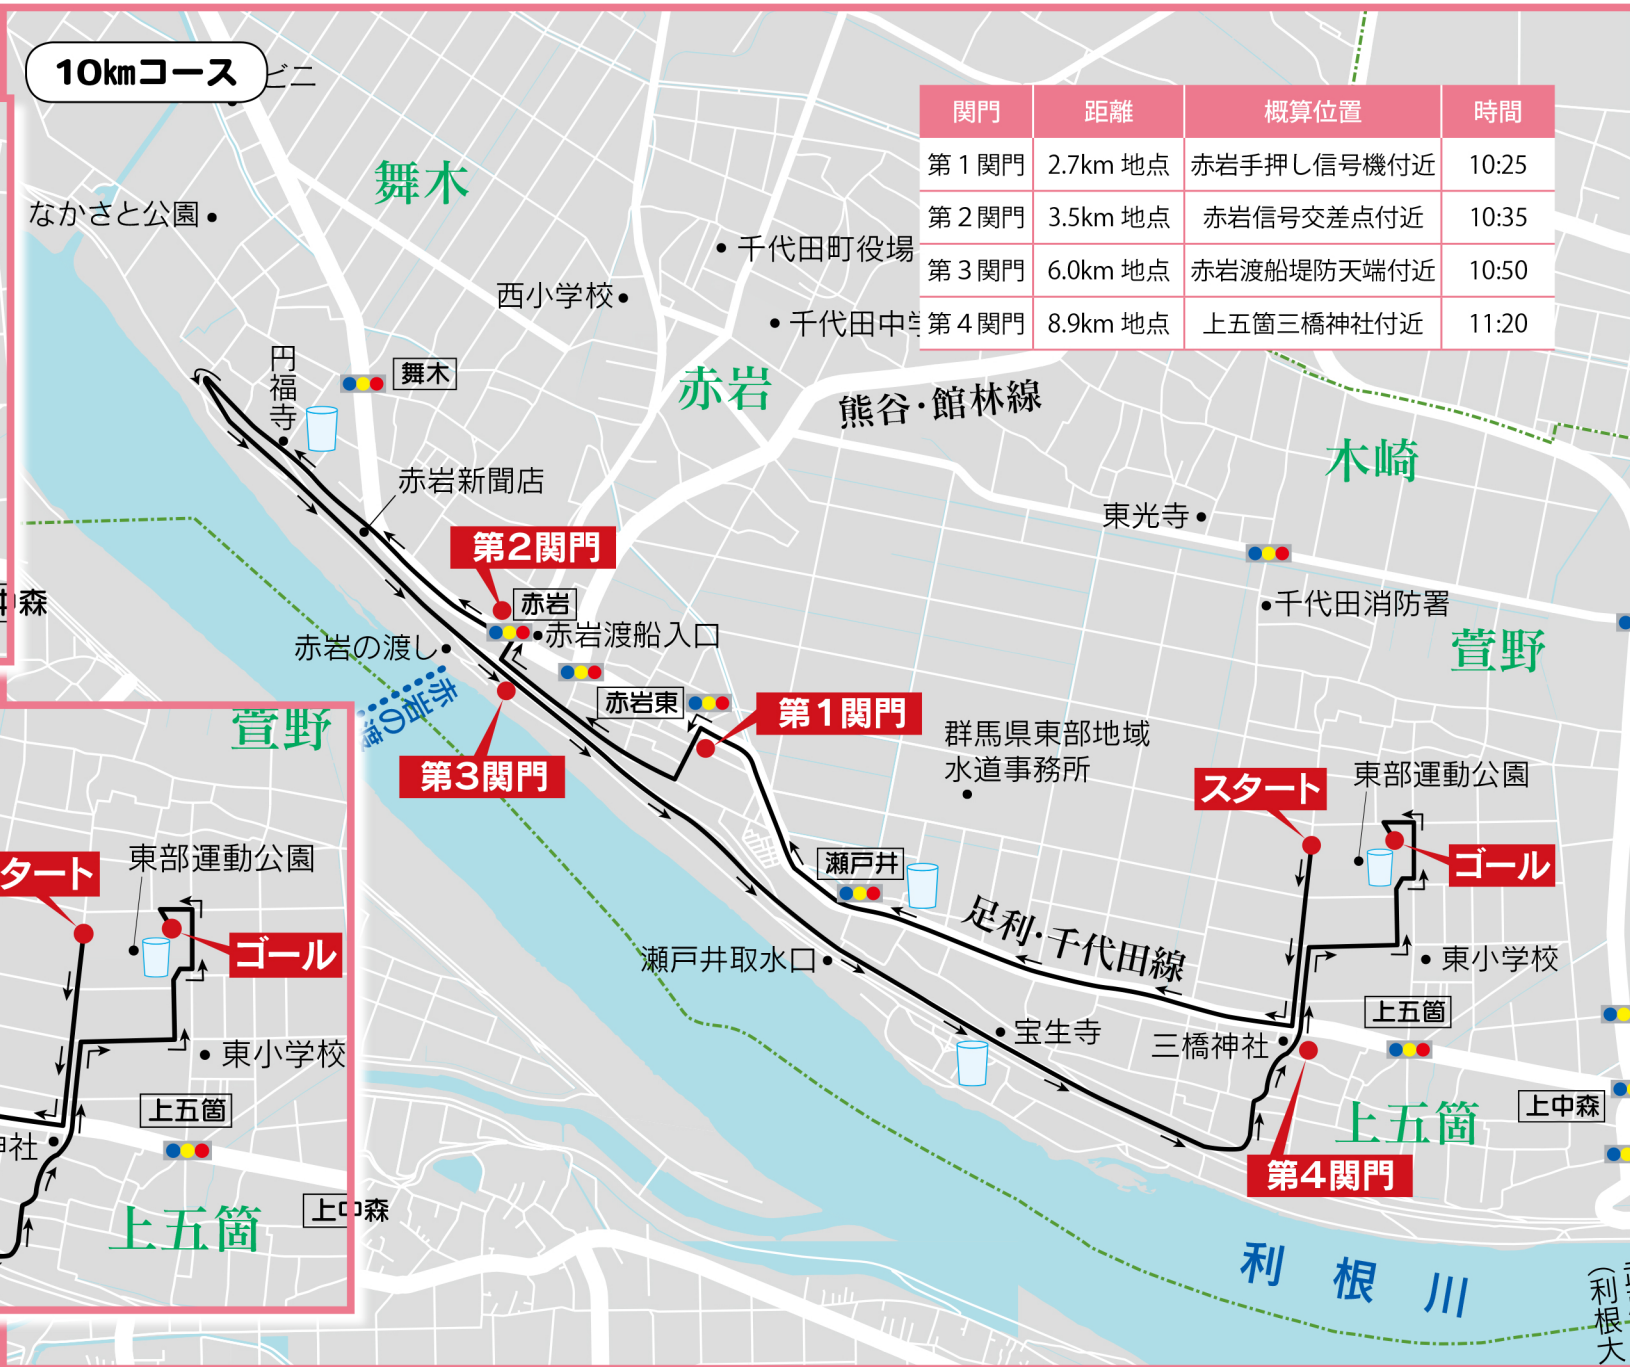 10㎞コース
ビニ
舞木
なかさと公園
千代田町役場
西小学校
千代田中学
関門 距離 概算位置 時間
第1関門 2.7km 地点 赤岩手押し信号機付近 10:25
第2関門 3.5km 地点 赤岩信号交差点付近 10:35
第3関門 6.0km 地点 赤岩渡船堤防天端付近 10:50
第4関門 8.9km 地点 上五箇三橋神社付近 11:20
円福寺
舞木
赤岩
熊谷・館林線
木崎
赤岩新聞店
東光寺
第2関門
赤岩
赤岩渡船入口
千代田消防署
萱野
中森
赤岩の渡し
赤岩の渡
赤岩東
第1関門
第3関門
群馬県東部地域
水道事務所
スタート
東部運動公園
ゴール
瀬戸井
足利・千代田線
瀬戸井取水口
東小学校
上五箇
宝生寺
三橋神社
上中森
上五箇
第4関門
利根川
(利根大
萱野
タート
東部運動公園
ゴール
東小学校
上五箇
神社
上中森
上五箇